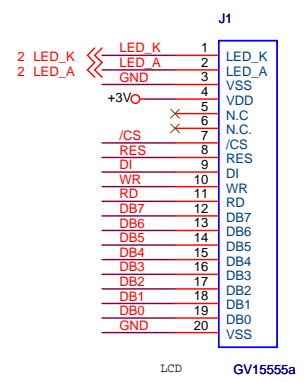 J1
2 LED_K LED_K 1 LED_K
2 LED_A LED_A 2 LED_A
GND 3 VSS
+3V 4 VDD
5 N.C
6 N.C.
/CS 7 /CS
RES 8 RES
DI 9 DI
WR 10 WR
RD 11 RD
DB7 12 DB7
DB6 13 DB6
DB5 14 DB5
DB4 15 DB4
DB3 16 DB3
DB2 17 DB2
DB1 18 DB1
DB0 19 DB0
GND 20 VSS
LCD GV15555a